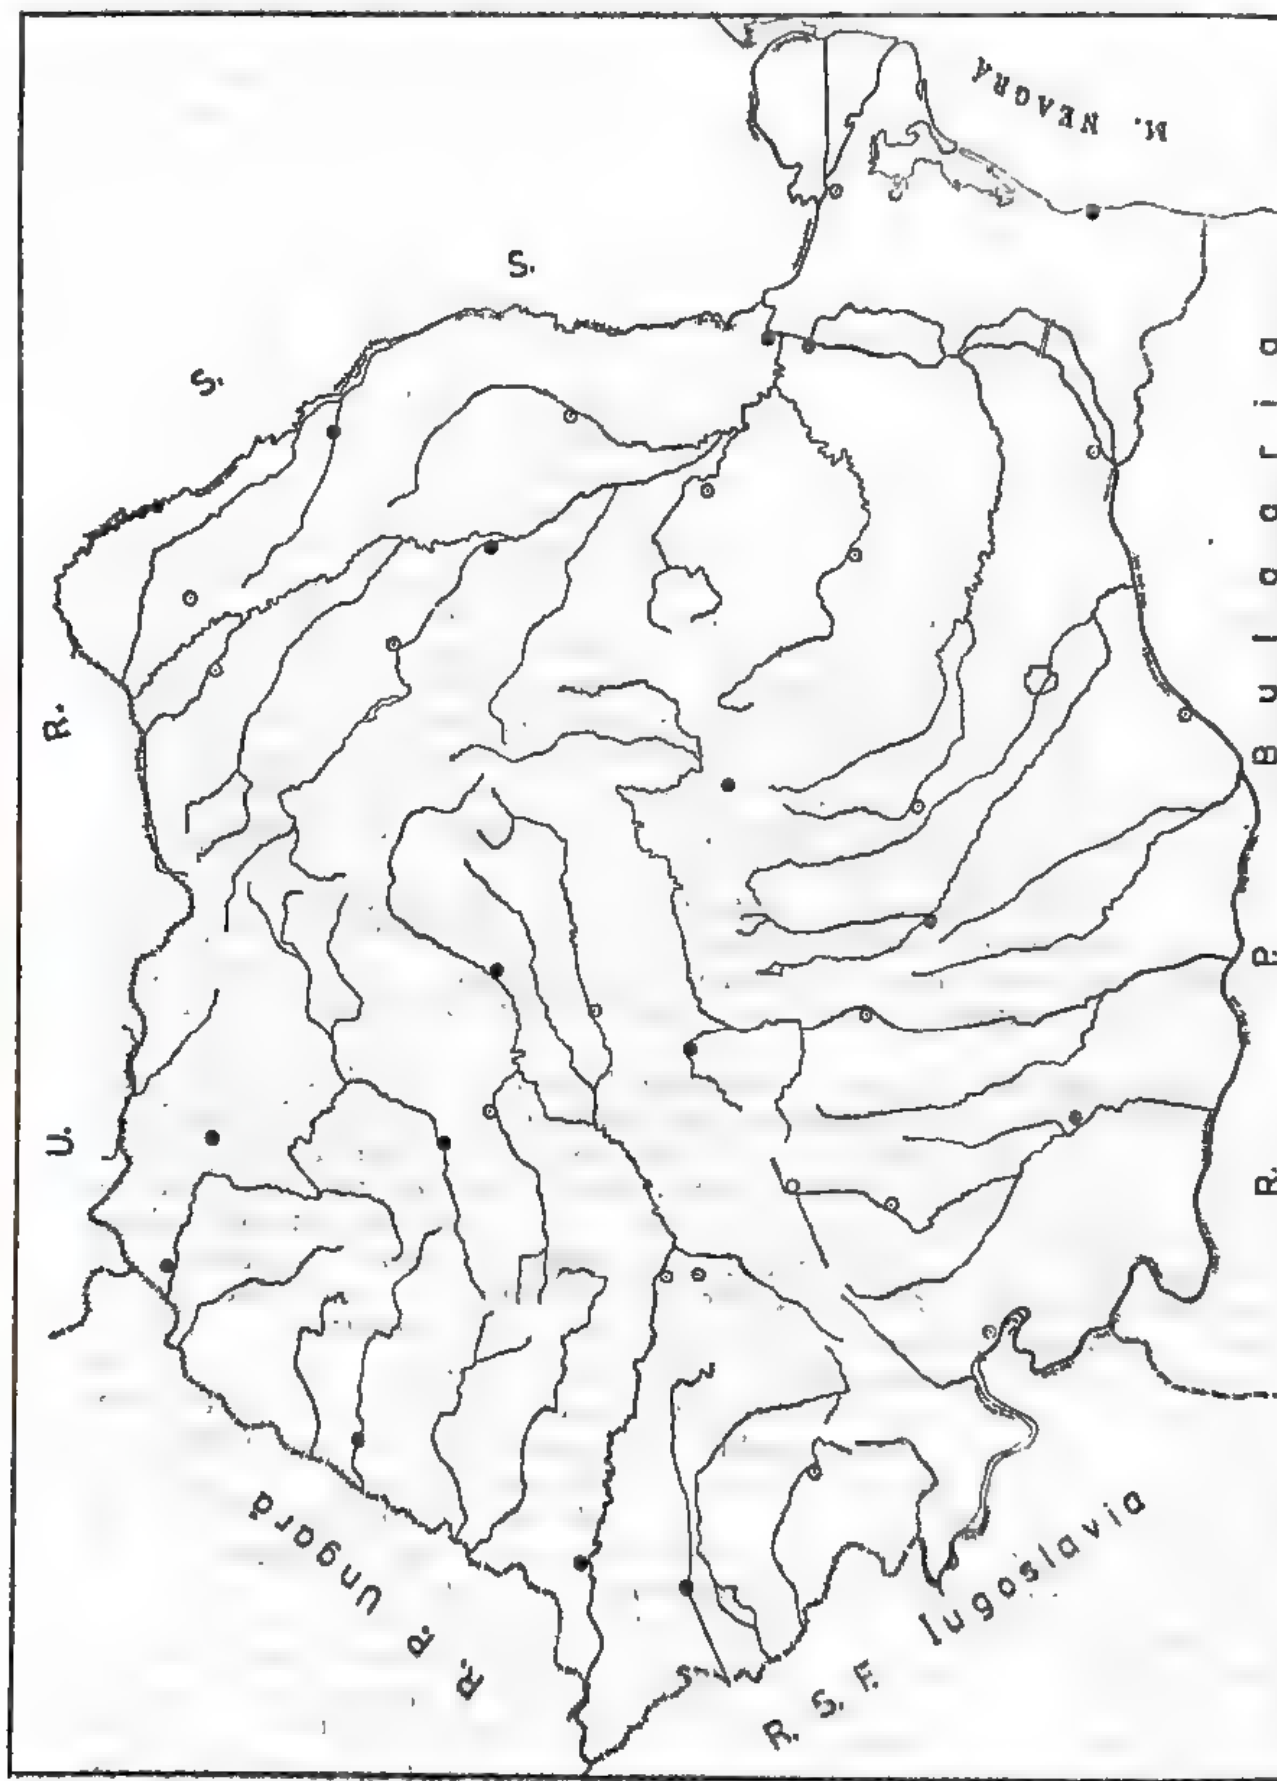 U. R. S. S.
M. NEAGRĂ
R. P. Ungară
R. S. F. Iugoslavia
R. P. Bulgaria